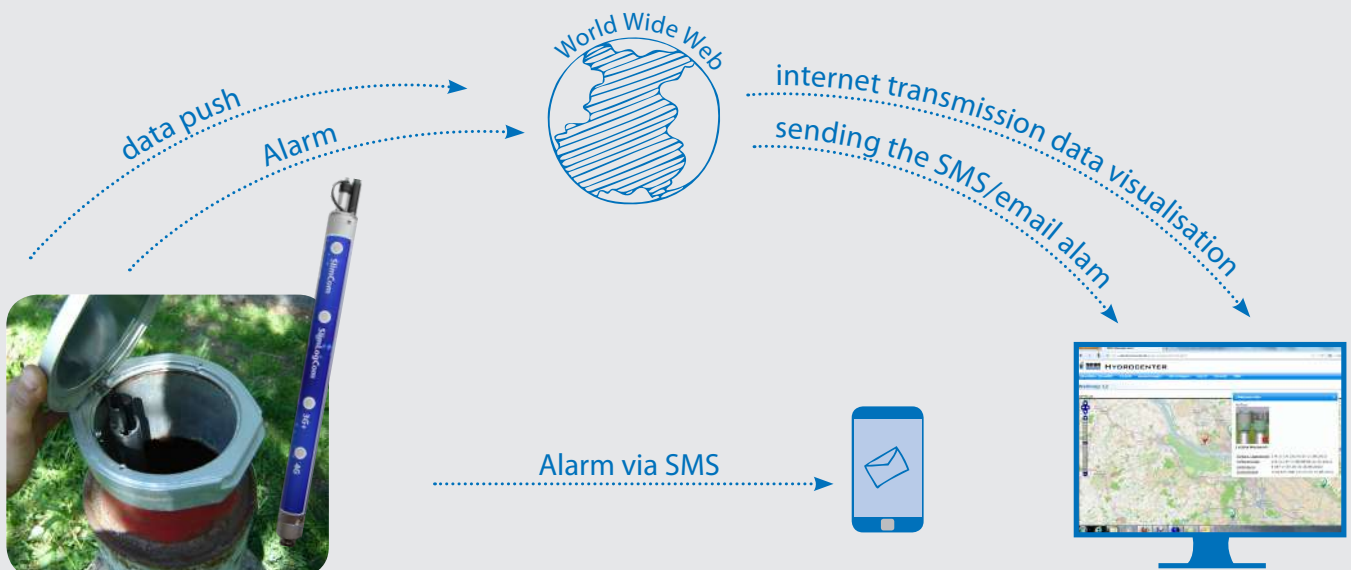 World Wide Web
data push
Alarm
internet transmission data visualisation
sending the SMS/email alam
SlimCom
SlimLogCom
3G+
4G
Alarm via SMS
HYDROCENTER